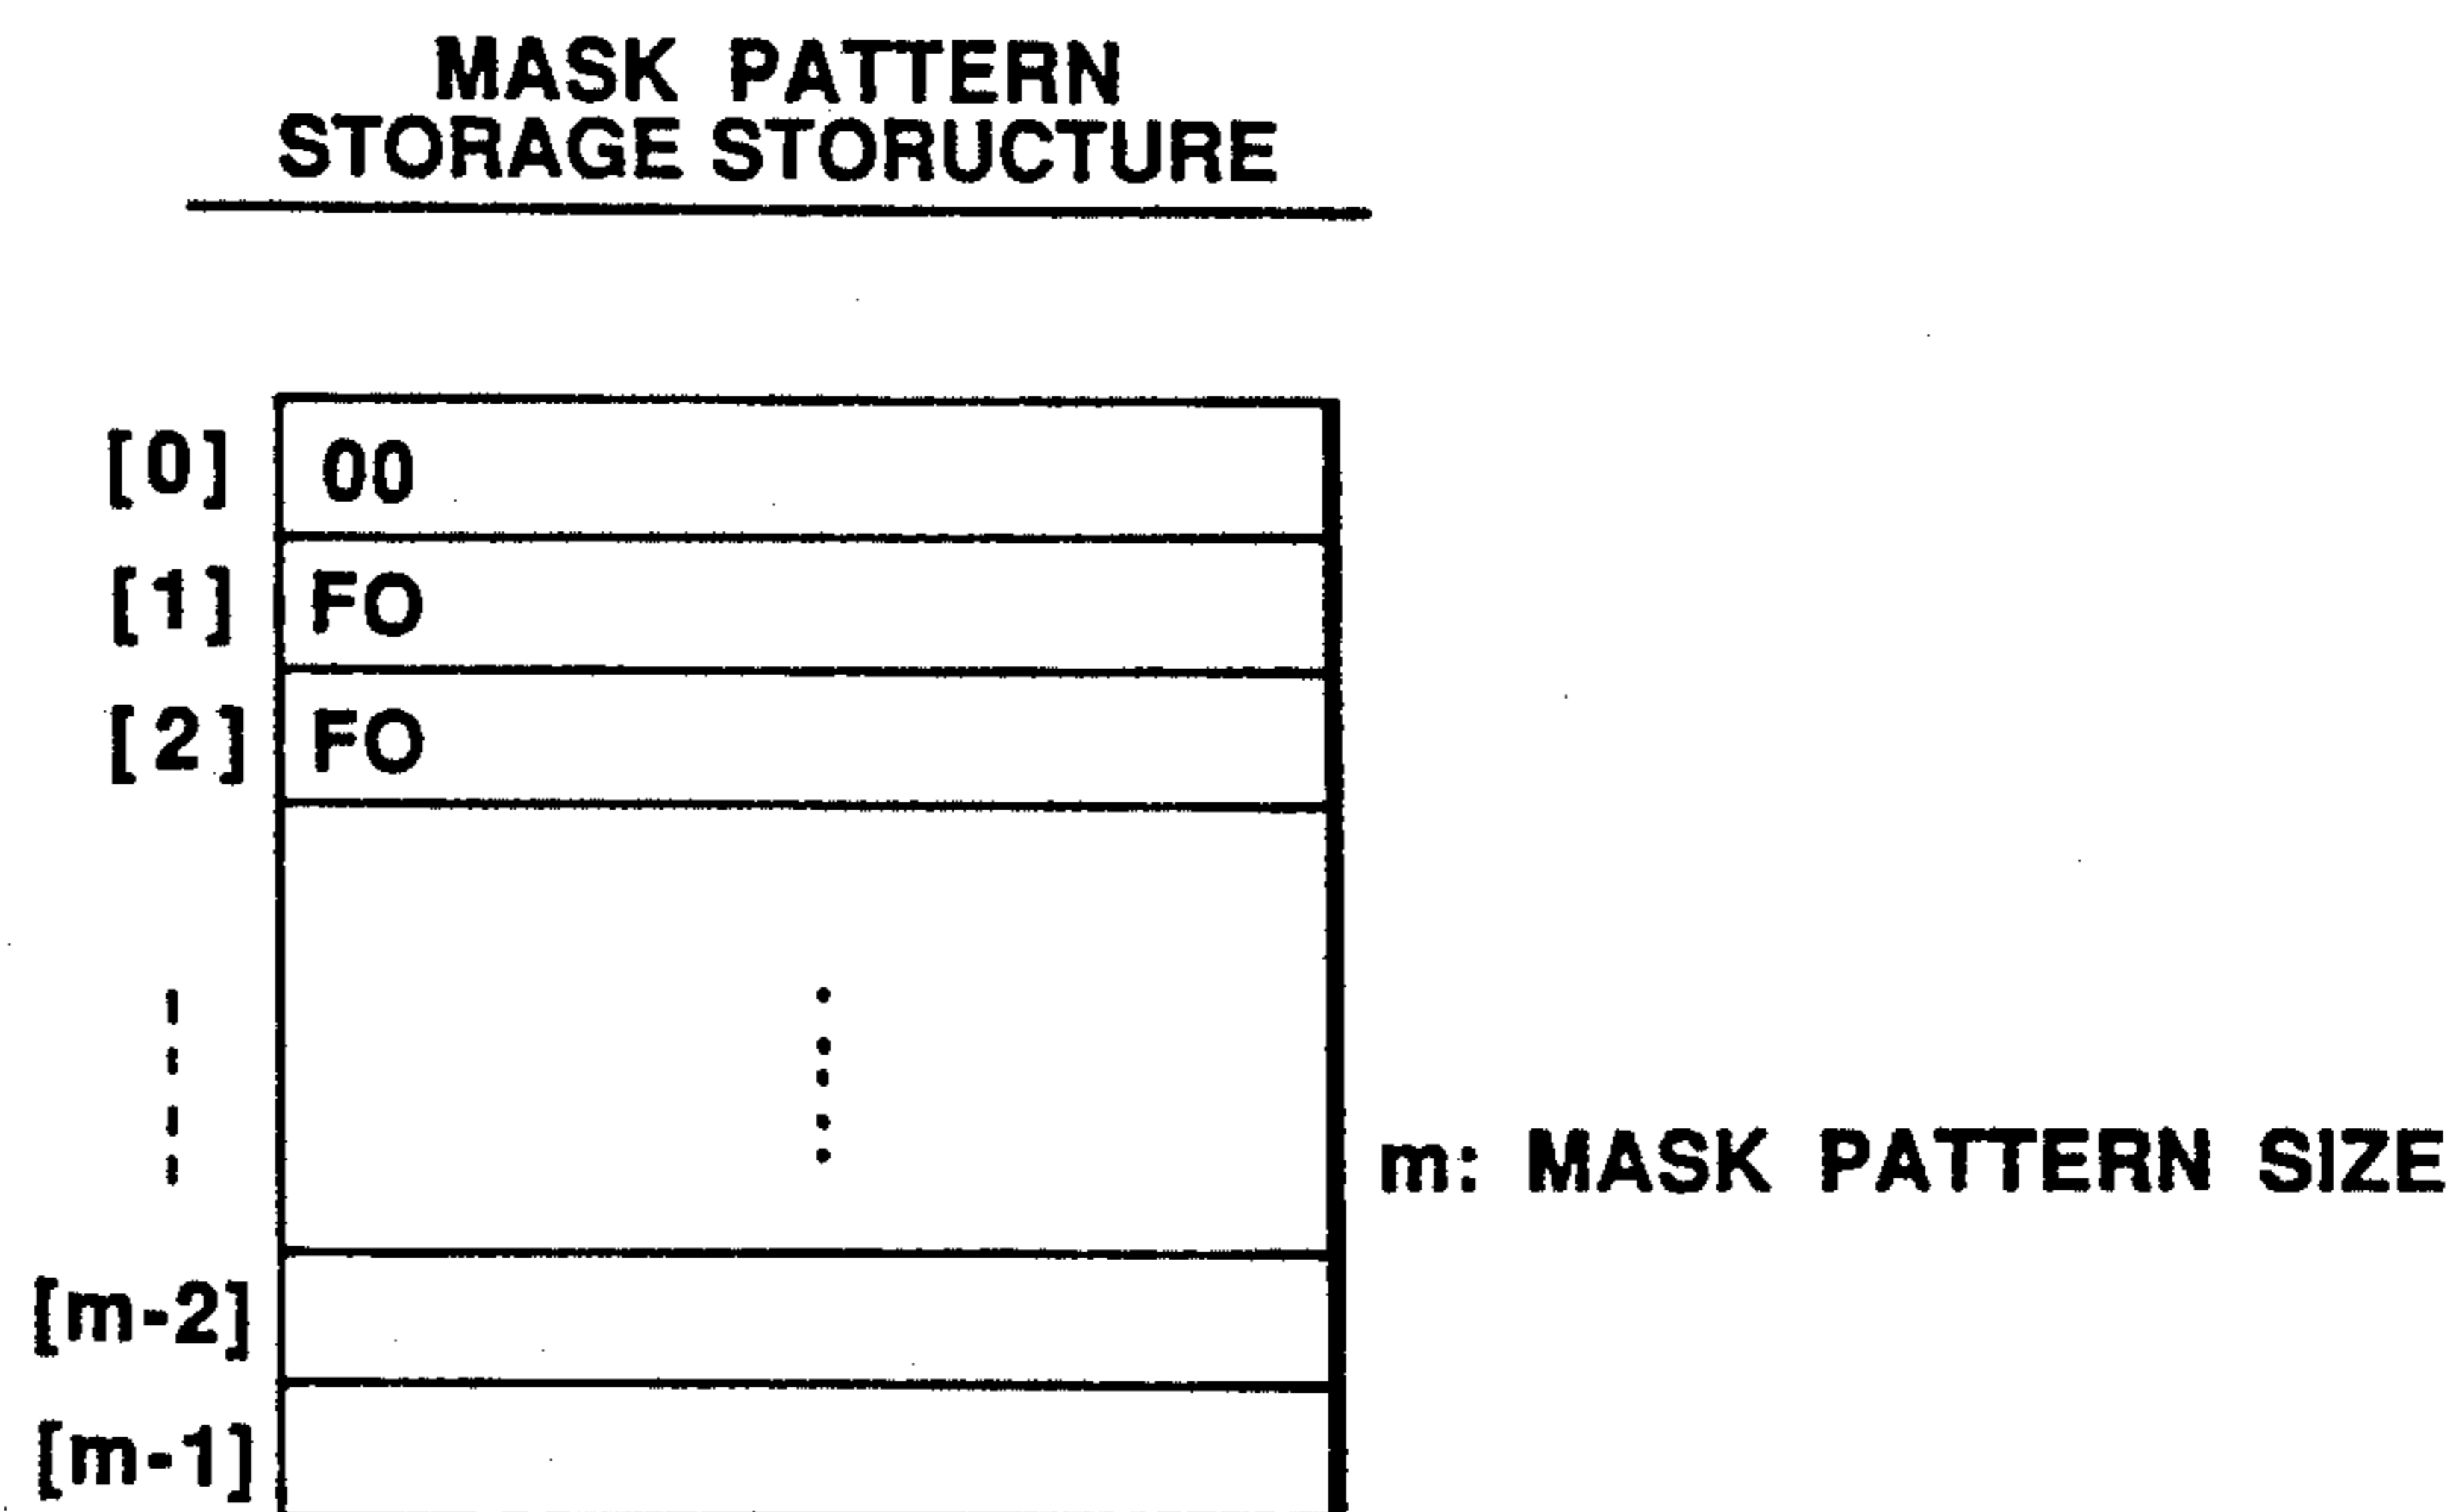 MASK PATTERN
STORAGE STORUCTURE
[0] 00
[1] FO
[2] FO
m: MASK PATTERN SIZE
[m-2]
[m-1]